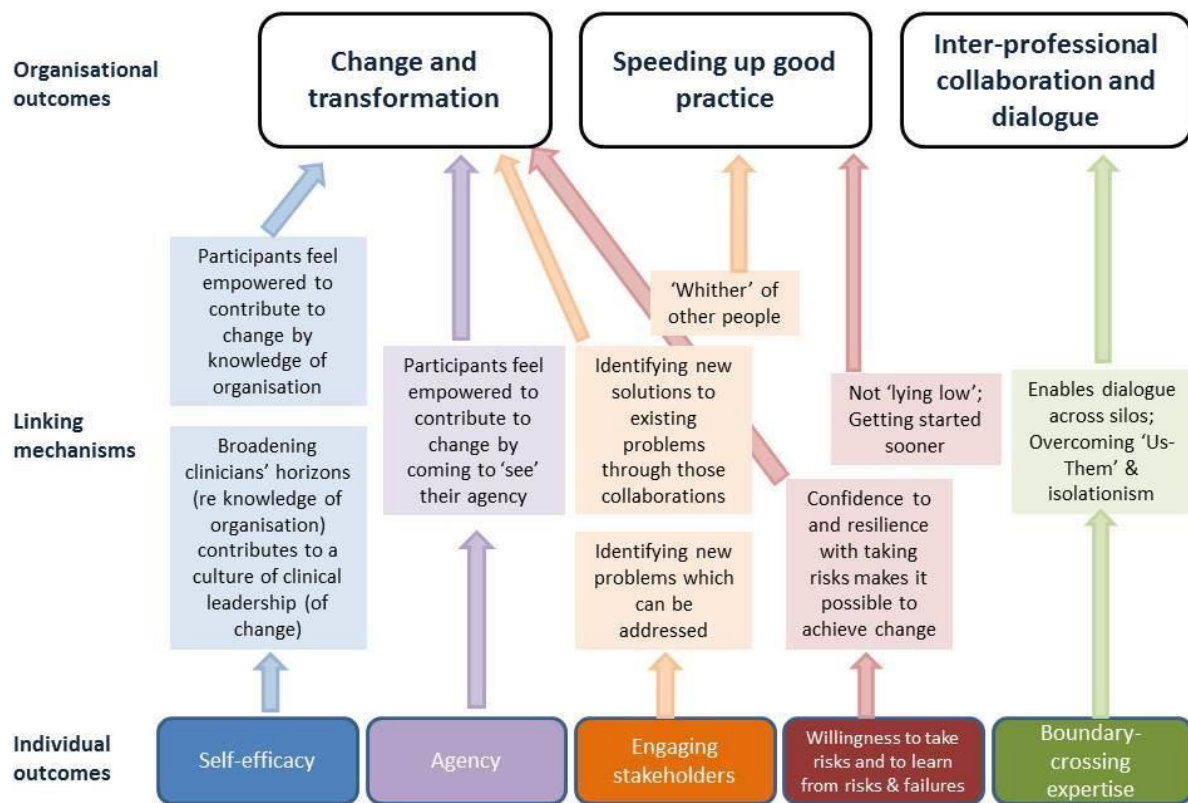 Organisational
outcomes
Change and
transformation
Speeding up good
practice
Inter-professional
collaboration and
dialogue
Linking
mechanisms
Participants feel
empowered to
contribute to
change by
knowledge of
organisation
Broadening
clinicians’ horizons
(re knowledge of
organisation)
contributes to a
culture of clinical
leadership (of
change)
Participants feel
empowered to
contribute to
change by
coming to ‘see’
their agency
‘Whither’ of
other people
Identifying new
solutions to
existing
problems
through those
collaborations
Identifying new
problems which
can be
addressed
Not ‘lying low’;
Getting started
sooner
Confidence to
and resilience
with taking
risks makes it
possible to
achieve change
Enables dialogue
across silos;
Overcoming ‘Us-
Them’ &
isolationism
Individual
outcomes
Self-efficacy
Agency
Engaging
stakeholders
Willingness to take
risks and to learn
from risks & failures
Boundary-
crossing
expertise